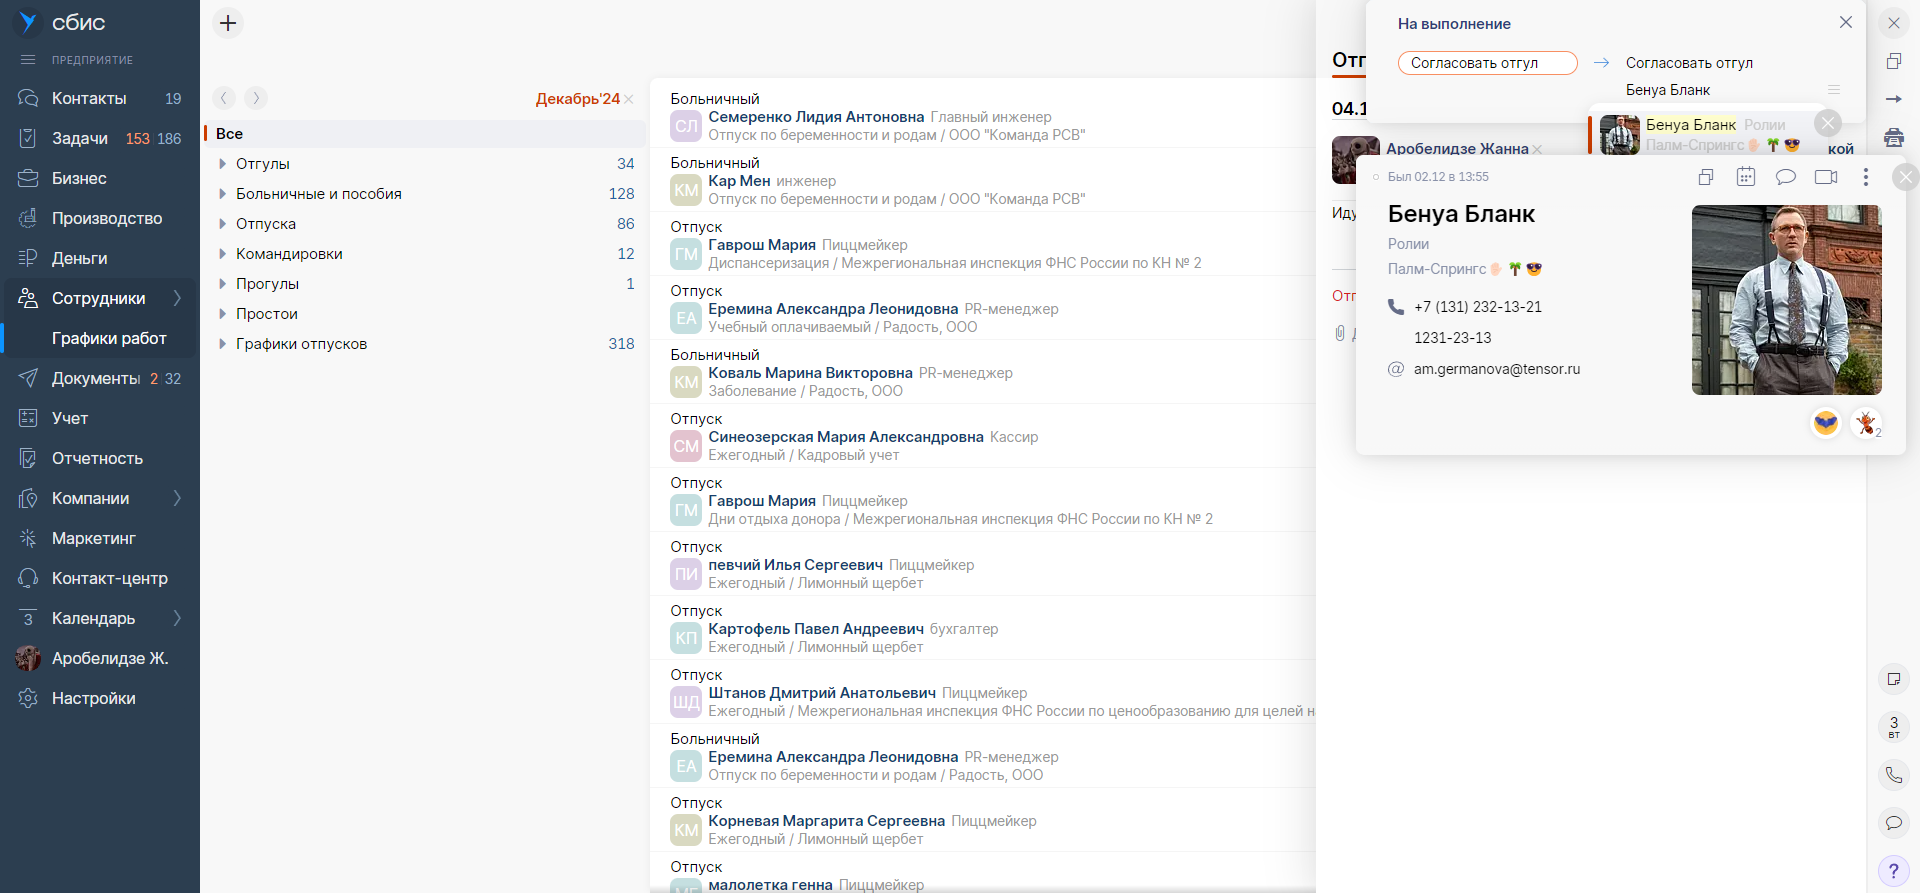 сбис
ПРЕДПРИЯТИЕ
Контакты 19
Задачи 153 186
Бизнес
Производство
Деньги
Сотрудники
Графики работ
Документы 2 32
Учет
Отчетность
Компании
Маркетинг
Контакт-центр
3 Календарь
Аробелидзе Ж.
Настройки
Декабрь'24
Все
Отгулы 34
Больничные и пособия 128
Отпуска 86
Командировки 12
Прогулы 1
Простои
Графики отпусков 318
Больничный
СЛ Семеренко Лидия Антоновна Главный инженер
Отпуск по беременности и родам / ООО "Команда РСВ"
Больничный
КМ Кар Мен инженер
Отпуск по беременности и родам / ООО "Команда РСВ"
Отпуск
ГМ Гаврош Мария Пиццмейкер
Диспансеризация / Межрегиональная инспекция ФНС России по КН № 2
Отпуск
ЕА Еремина Александра Леонидовна PR-менеджер
Учебный оплачиваемый / Радость, ООО
Больничный
КМ Коваль Марина Викторовна PR-менеджер
Заболевание / Радость, ООО
Отпуск
СМ Синеозерская Мария Александровна Кассир
Ежегодный / Кадровый учет
Отпуск
ГМ Гаврош Мария Пиццмейкер
Дни отдыха донора / Межрегиональная инспекция ФНС России по КН № 2
Отпуск
ПИ певчий Илья Сергеевич Пиццмейкер
Ежегодный / Лимонный щербет
Отпуск
КП Картофель Павел Андреевич бухгалтер
Ежегодный / Лимонный щербет
Отпуск
ШД Штанов Дмитрий Анатольевич Пиццмейкер
Ежегодный / Межрегиональная инспекция ФНС России по ценообразованию для целей н
Больничный
ЕА Еремина Александра Леонидовна PR-менеджер
Отпуск по беременности и родам / Радость, ООО
Отпуск
КМ Корневая Маргарита Сергеевна Пиццмейкер
Ежегодный / Лимонный щербет
Отпуск
малолетка генна Пиццмейкер
Отг
04.1
Аробелидзе Жанна
кой
Иду
Отг
На выполнение
Согласовать отгул
Согласовать отгул
Бенуа Бланк
Бенуа Бланк Ролии
Палм-Спрингс
Был 02.12 в 13:55
Бенуа Бланк
Ролии
Палм-Спрингс
+7 (131) 232-13-21
1231-23-13
am.germanova@tensor.ru
2
3
вт
?